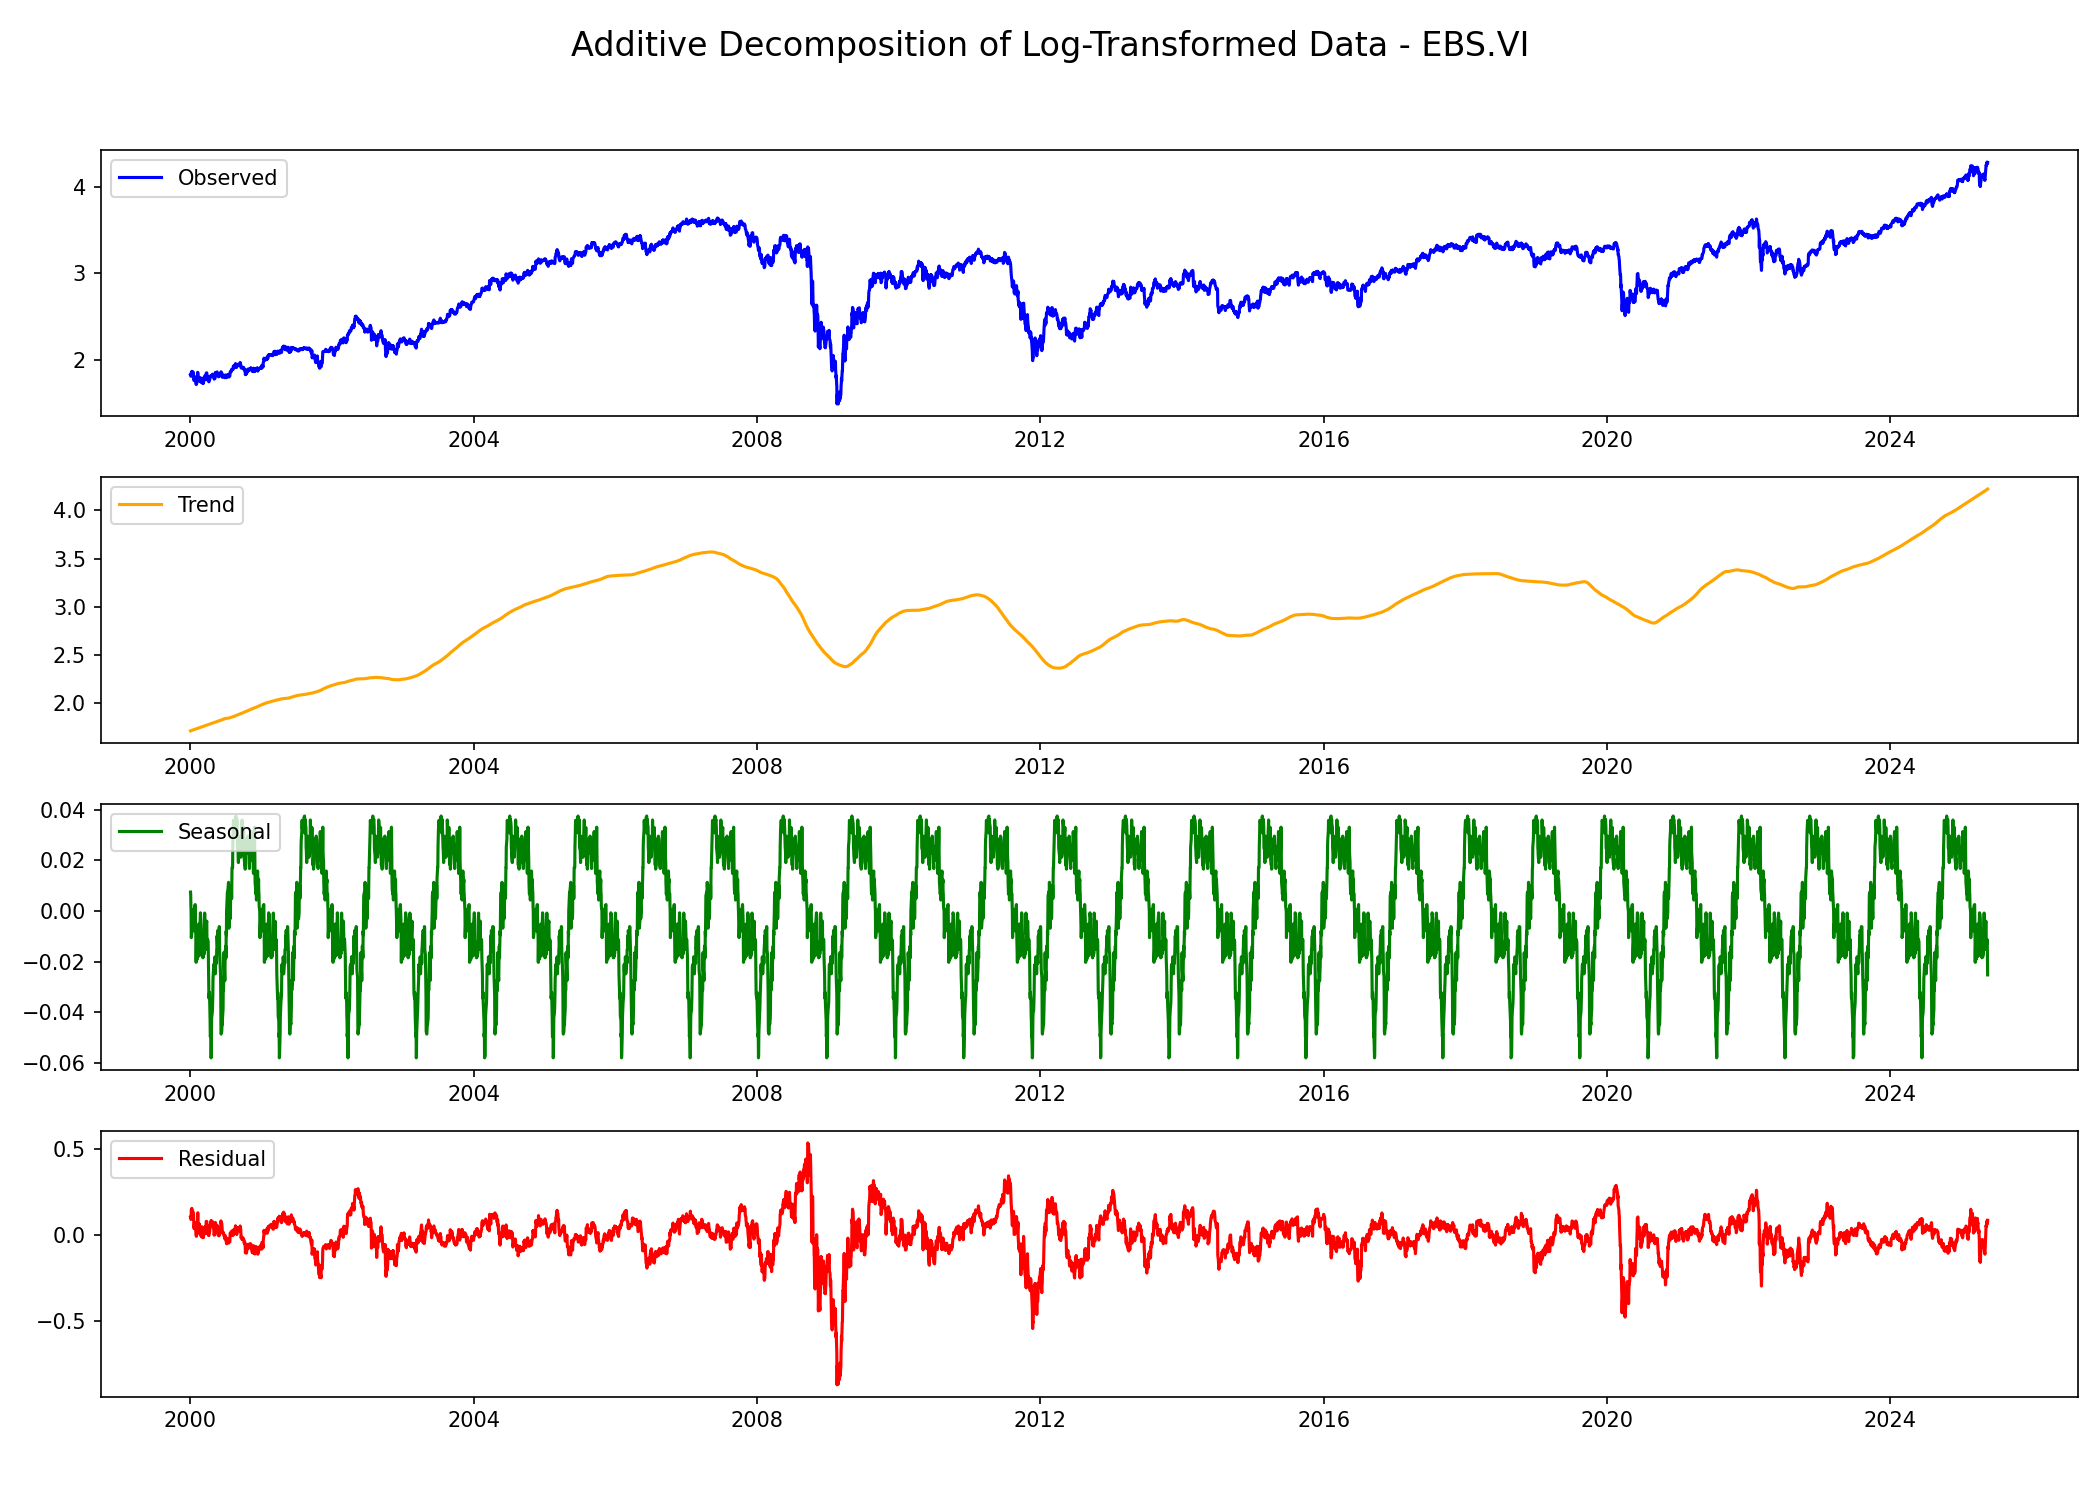 Additive Decomposition of Log-Transformed Data - EBS.VI
Observed
4
3
2
2000 2004 2008 2012 2016 2020 2024
Trend
4.0
3.5
3.0
2.5
2.0
2000 2004 2008 2012 2016 2020 2024
0.04
Seasonal
0.02
0.00
−0.02
−0.04
−0.06
2000 2004 2008 2012 2016 2020 2024
0.5
Residual
0.0
−0.5
2000 2004 2008 2012 2016 2020 2024